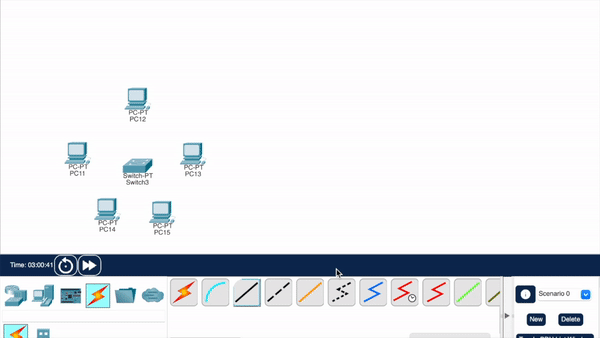 PC-PT
PC12
PC-PT
PC11
PC-PT
PC13
Switch-PT
Switch3
PC-PT
PC14
PC-PT
PC15
Time: 03:00:41
Scenario 0
New
Delete